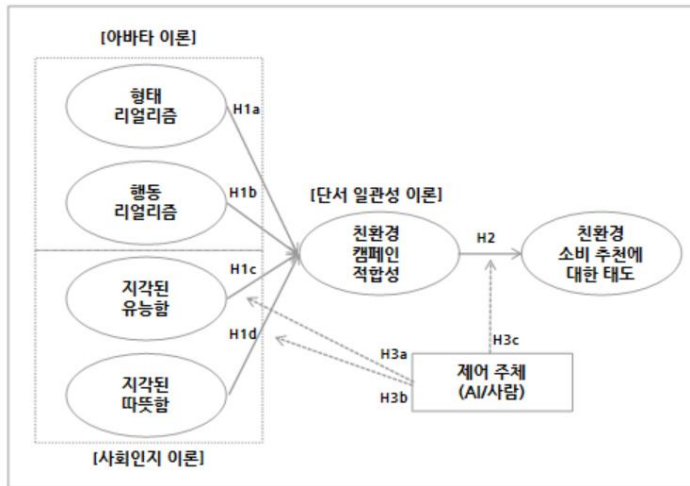 [아바타 이론]
형태
리얼리즘
H1a
행동
리얼리즘
H1b
[단서 일관성 이론]
친환경
캠페인
적합성
H2
친환경
소비 추천에
대한 태도
지각된
유능함
H1c
H1d
지각된
따뜻함
H3a
H3b
H3c
제어 주체
(AI/사람)
[사회인지 이론]